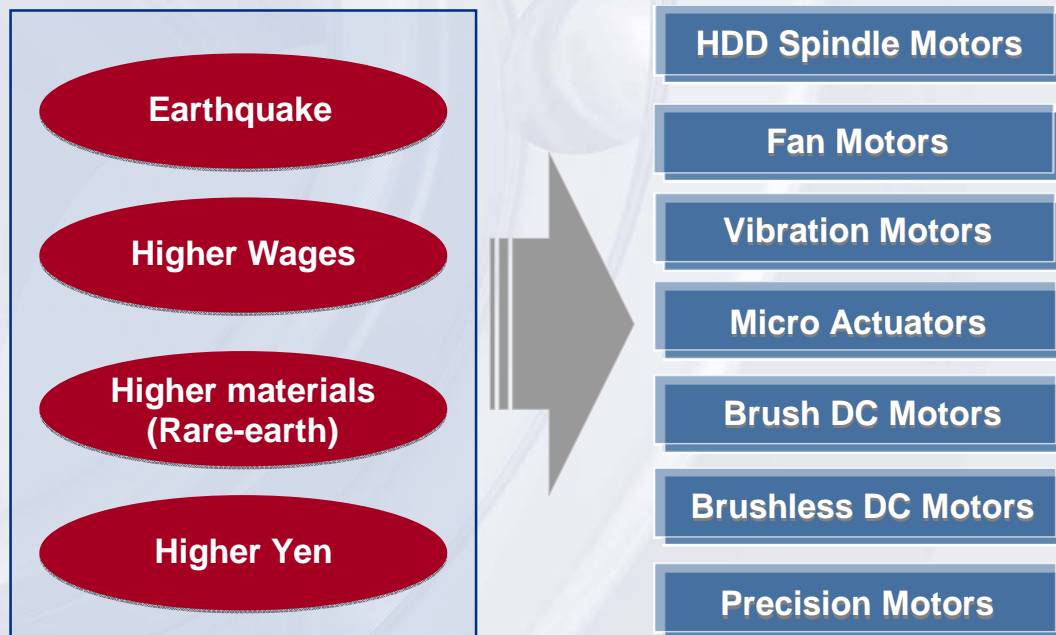 Earthquake
Higher Wages
Higher materials
(Rare-earth)
Higher Yen
HDD Spindle Motors
Fan Motors
Vibration Motors
Micro Actuators
Brush DC Motors
Brushless DC Motors
Precision Motors